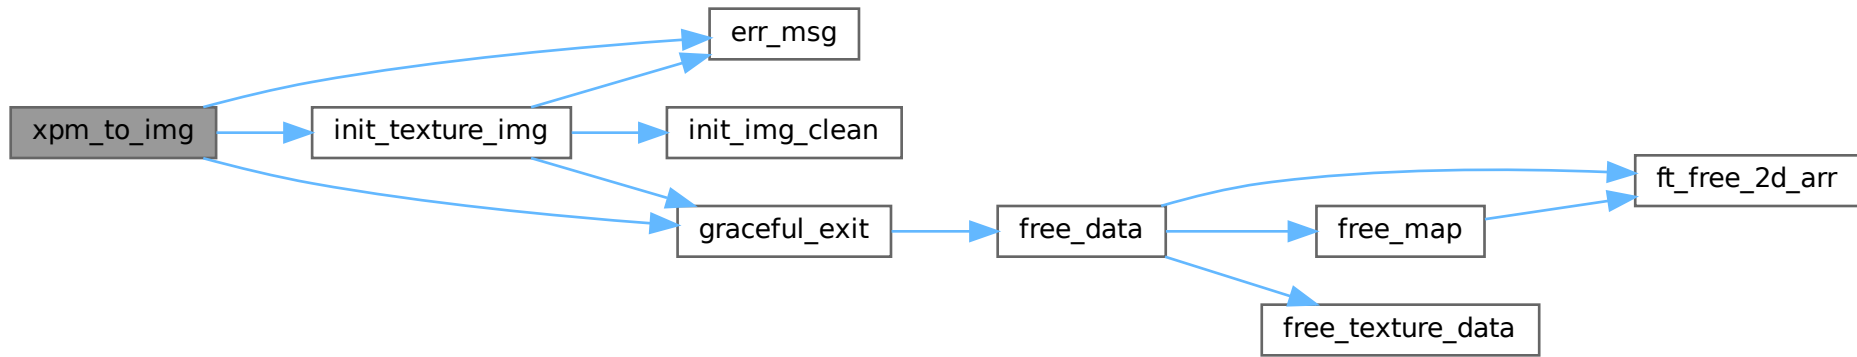 err_msg
xpm_to_img
init_texture_img
init_img_clean
ft_free_2d_arr
graceful_exit
free_data
free_map
free_texture_data